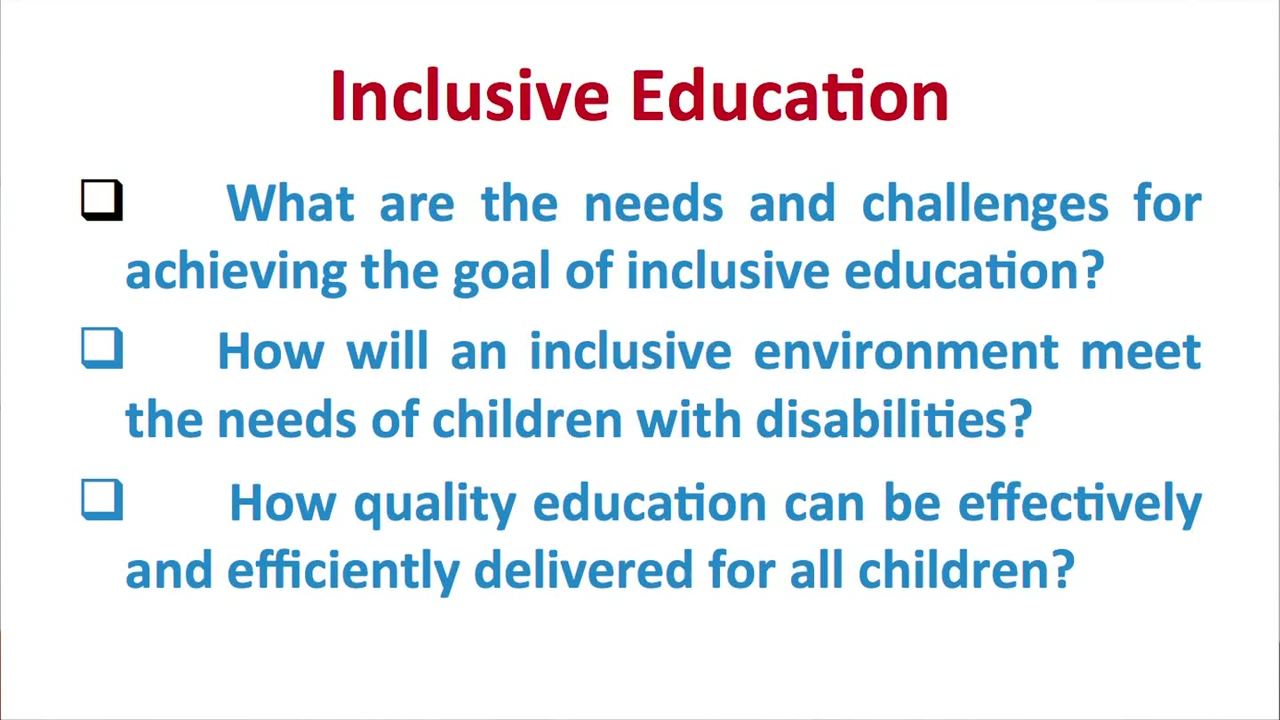 Inclusive Education
❑ What are the needs and challenges for
achieving the goal of inclusive education?
❑ How will an inclusive environment meet
the needs of children with disabilities?
❑ How quality education can be effectively
and efficiently delivered for all children?